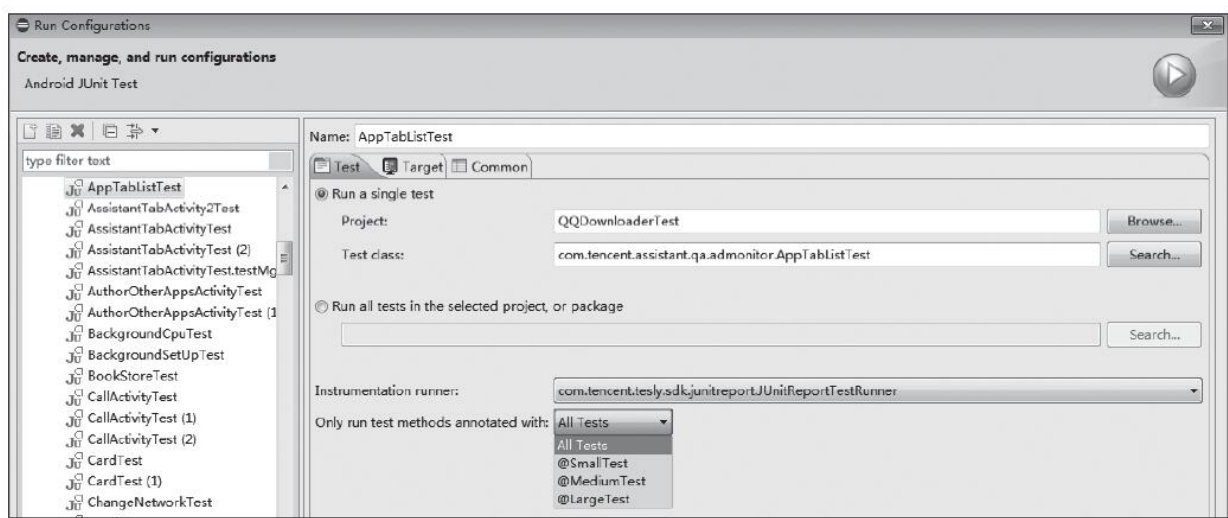 Run Configurations
Create, manage, and run configurations
Android JUnit Test
type filter text
AppTabListTest
AssistantTabActivity2Test
AssistantTabActivityTest
AssistantTabActivityTest (2)
AssistantTabActivityTest.testMg
AuthorOtherAppsActivityTest
AuthorOtherAppsActivityTest (1
BackgroundCpuTest
BackgroundSetUpTest
BookStoreTest
CallActivityTest
CallActivityTest (1)
CallActivityTest (2)
CardTest
CardTest (1)
ChangeNetworkTest
Name: AppTabListTest
Test Target Common
Run a single test
Project: QQDownloaderTest Browse...
Test class: com.tencent.assistant.qa.admonitor.AppTabListTest Search...
Run all tests in the selected project, or package
Search...
Instrumentation runner: com.tencent.tesly.sdk.junitreport.JUnitReportTestRunner
Only run test methods annotated with: All Tests
All Tests
@SmallTest
@MediumTest
@LargeTest